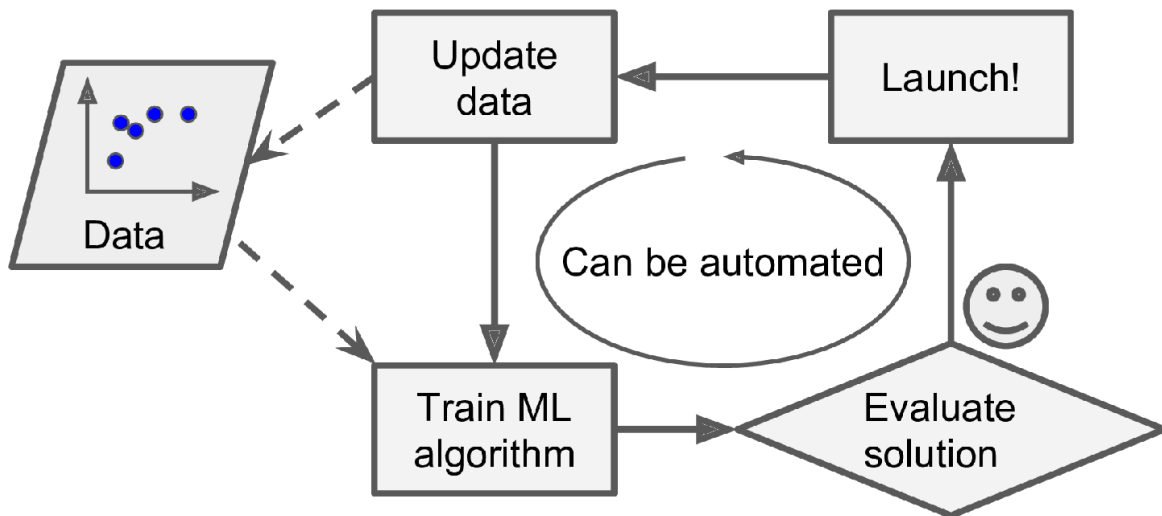 Update
data
Launch!
Data
Can be automated
Train ML
algorithm
Evaluate
solution